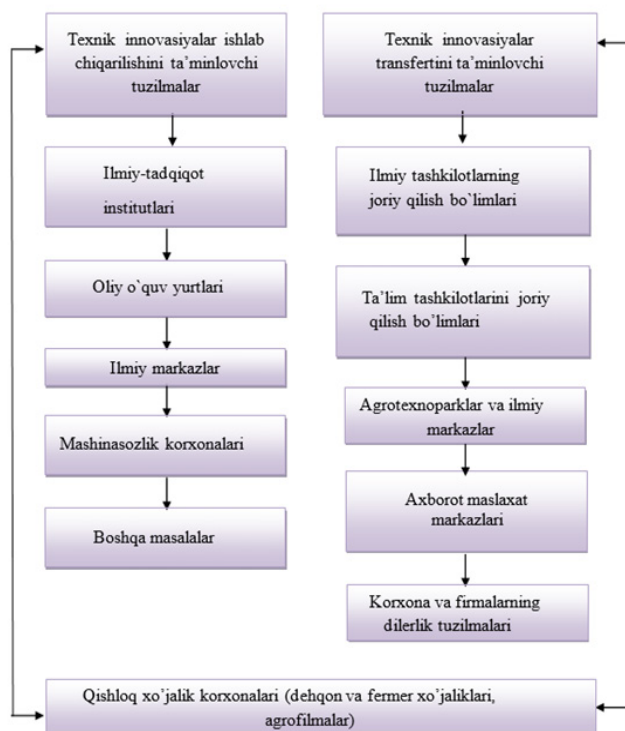 Texnik innovasiyalar ishlab
chiqarilishini ta’minlovchi
tuzilmalar
Ilmiy-tadqiqot
institutlari
Oliy o`quv yurtlari
Ilmiy markazlar
Mashinasozlik korxonalari
Boshqa masalalar
Texnik innovasiyalar
transfertini ta’minlovchi
tuzilmalar
Ilmiy tashkilotlarning
joriy qilish bo`limlari
Ta’lim tashkilotlarini joriy
qilish bo’limlari
Agrotexnoparklar va ilmiy
markazlar
Axborot maslaxat
markazlari
Korxona va firmalarning
dilerlik tuzilmalari
Qishloq xo’jalik korxonalari (dehqon va fermer xo’jaliklari,
agrofilmalar)